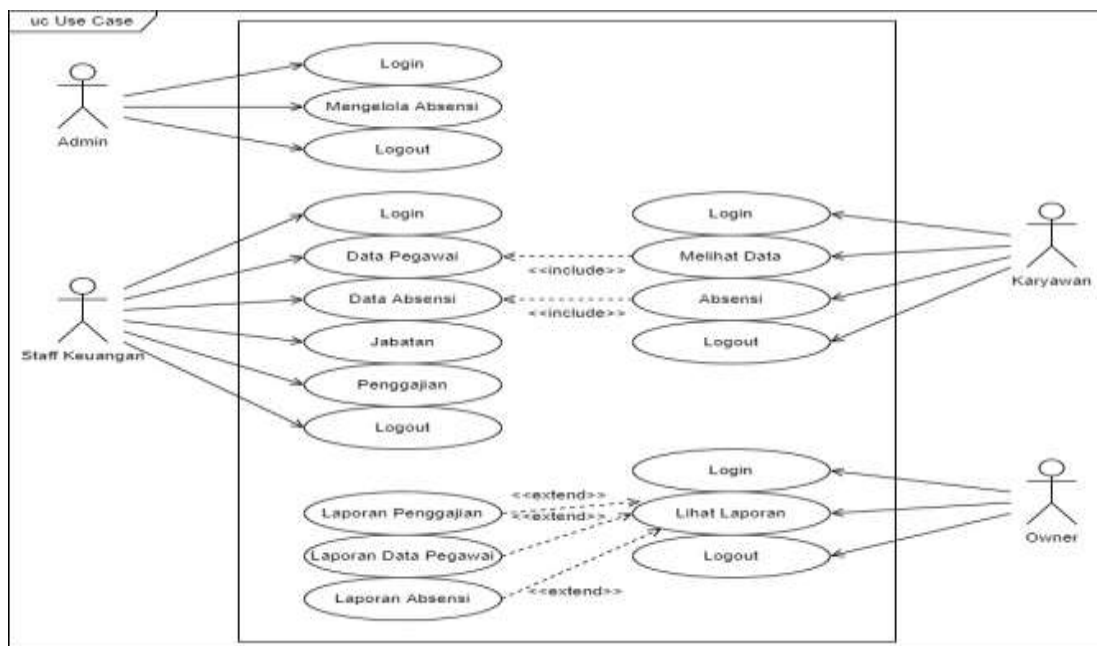 uc Use Case
Login
Mengelola Absensi
Logout
Admin
Login
Data Pegawai
Data Absensi
Jabatan
Penggajian
Logout
Staff Keuangan
<<include>>
<<include>>
Login
Melihat Data
Absensi
Logout
Karyawan
Laporan Penggajian
Laporan Data Pegawai
Laporan Absensi
<<extend>>
<<extend>>
<<extend>>
Login
Lihat Laporan
Logout
Owner